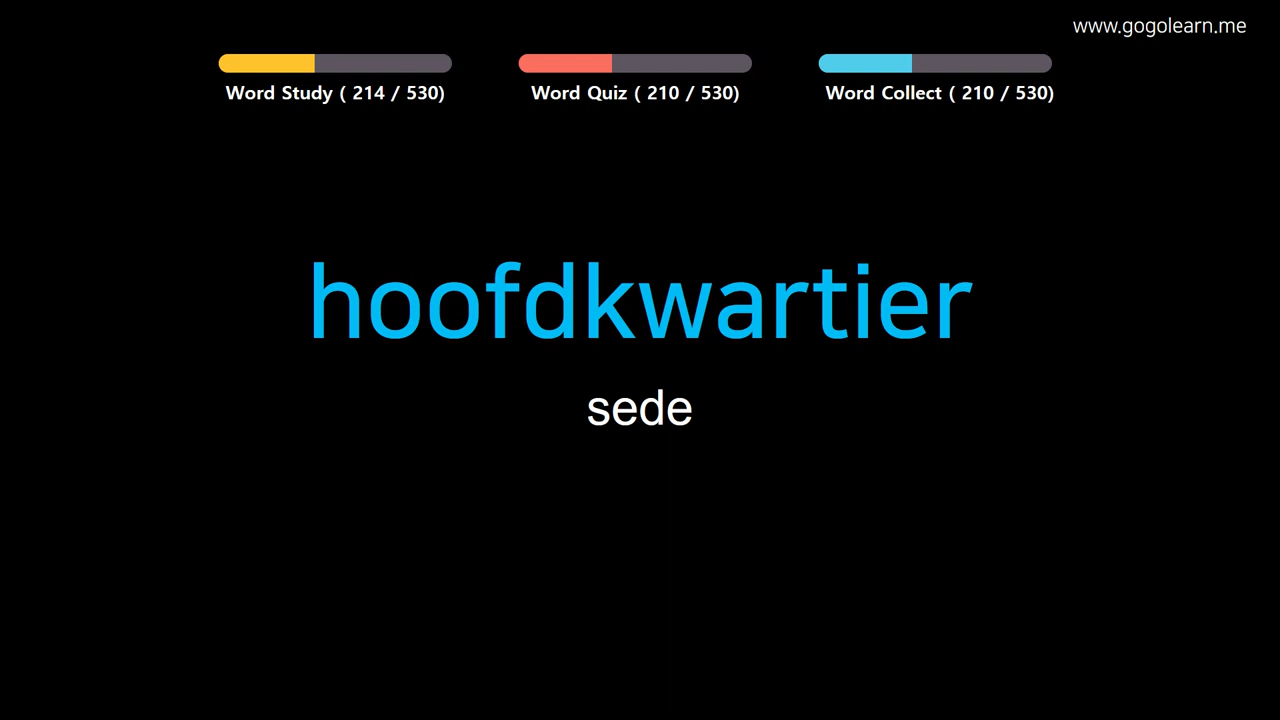 www.gogolearn.me
Word Study ( 214 / 530)
Word Quiz ( 210 / 530)
Word Collect ( 210 / 530)
hoofdkwartier
sede